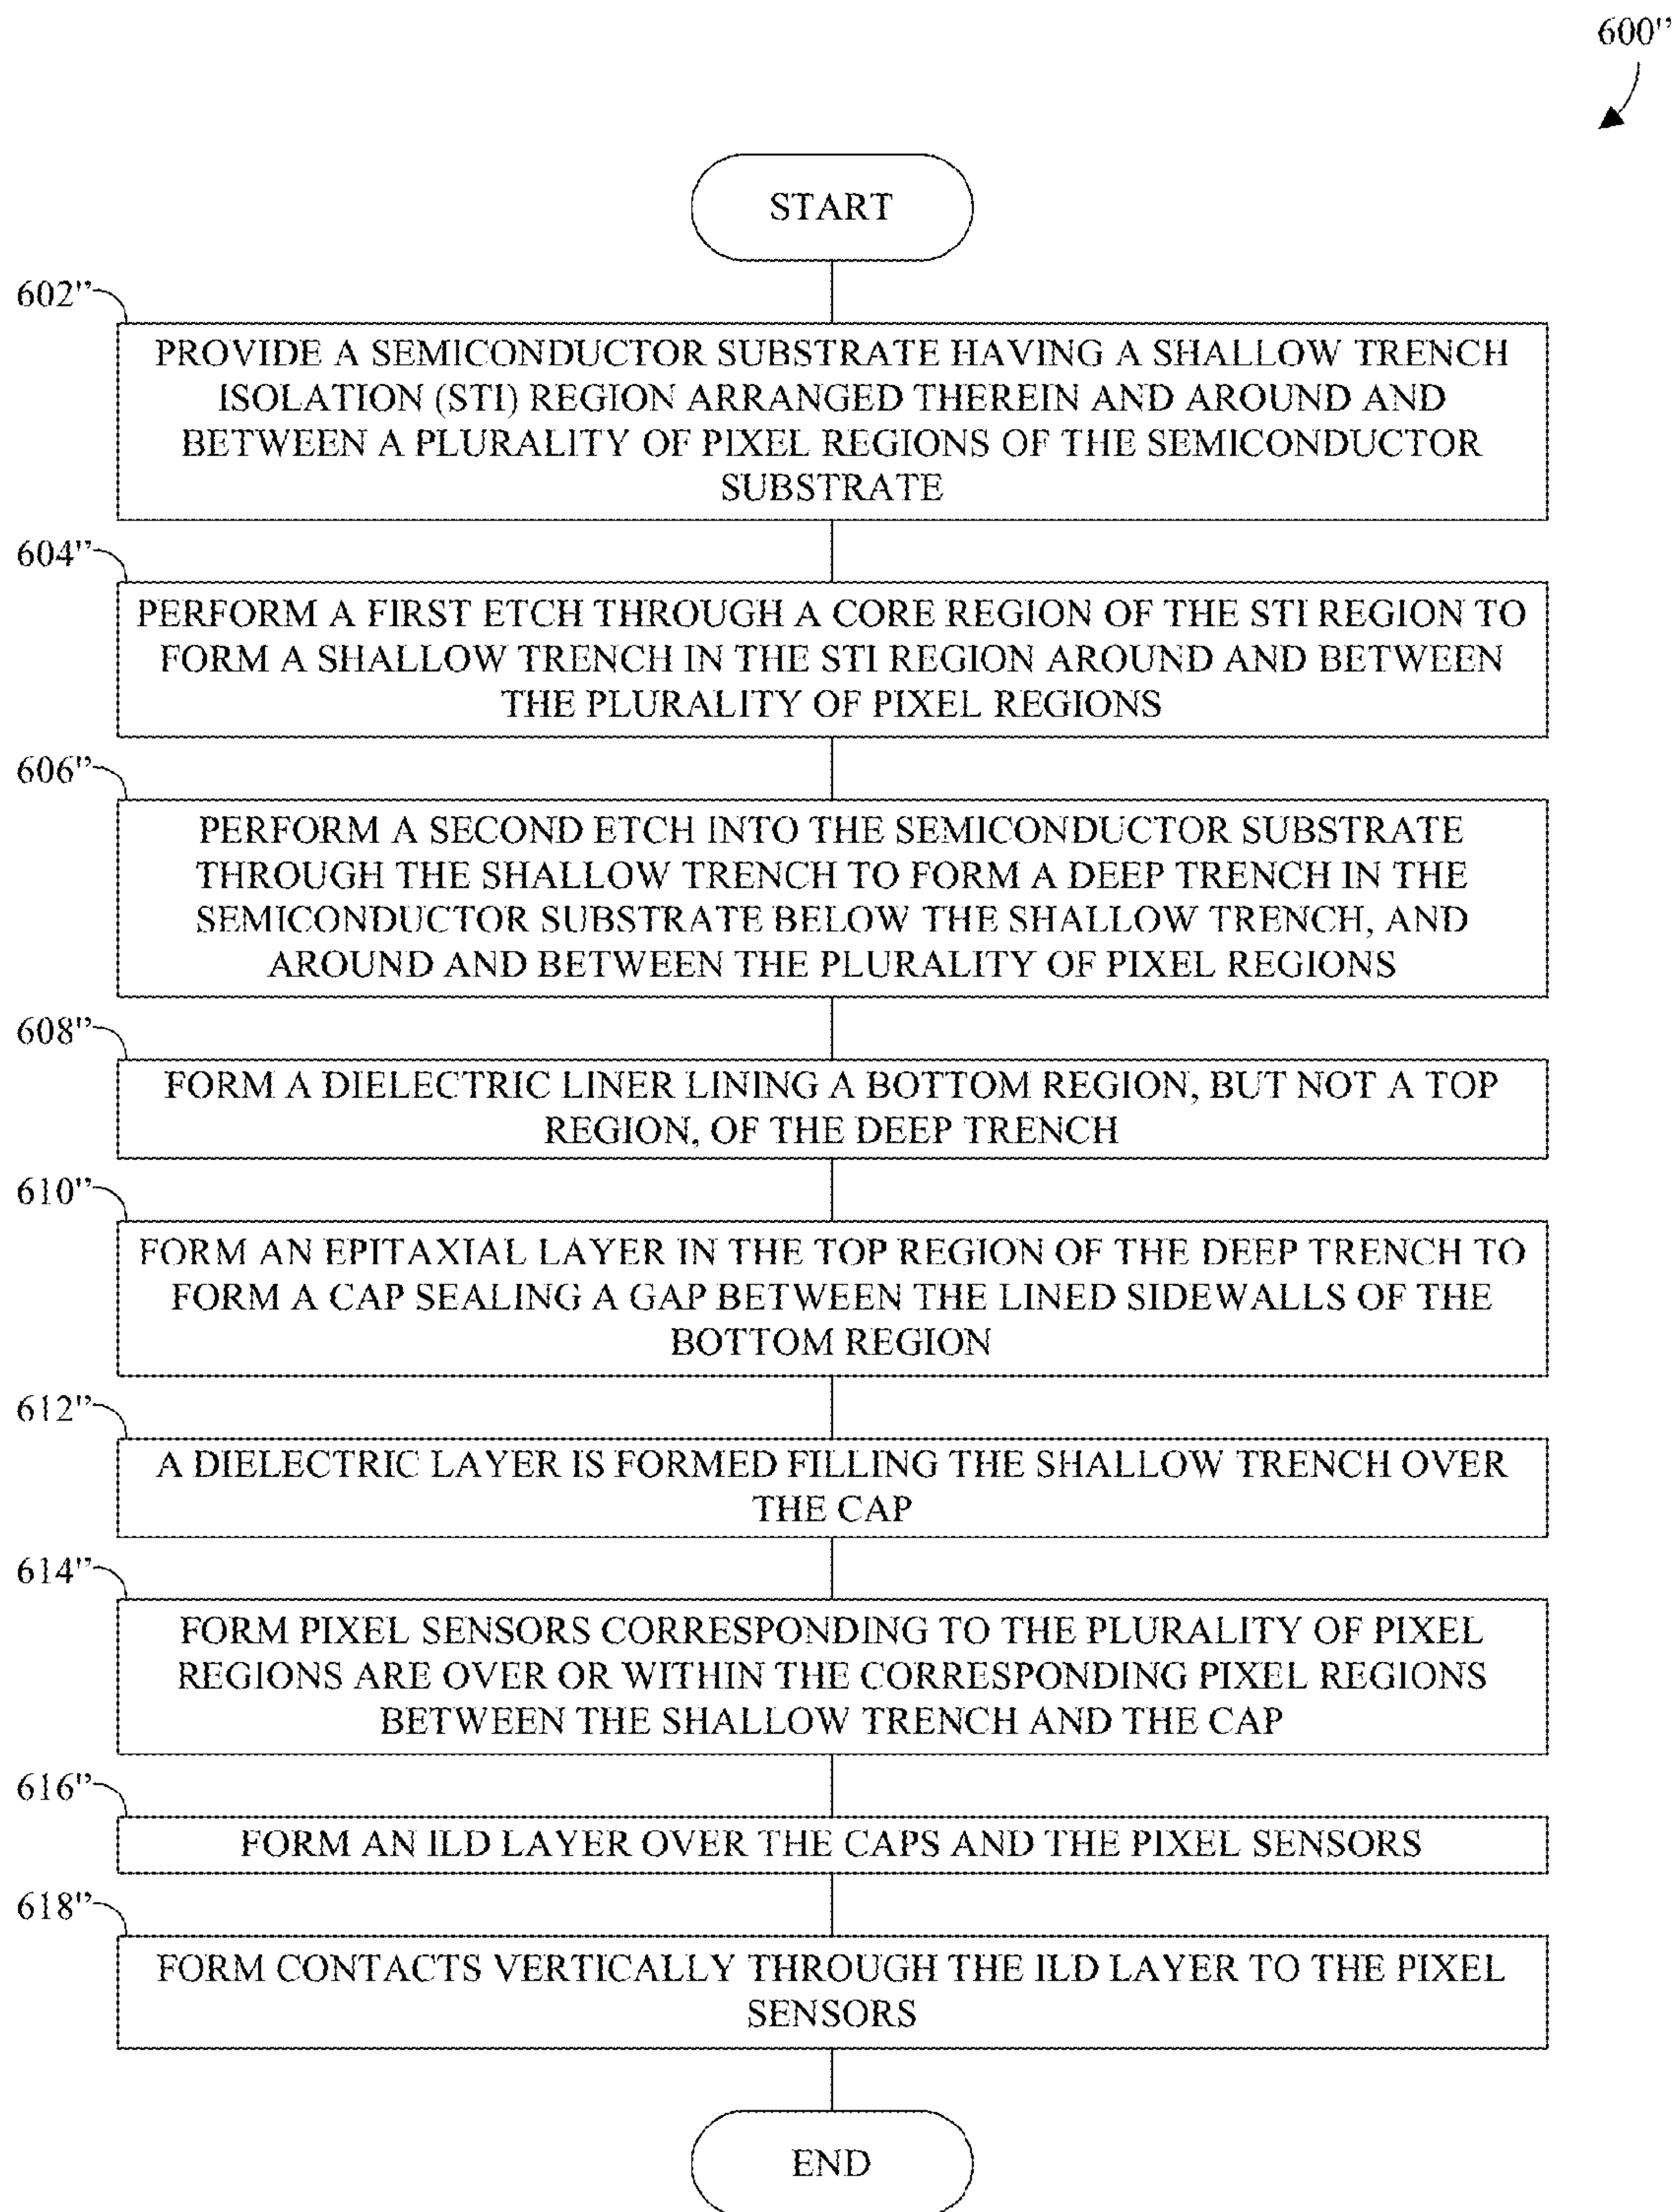 600"
START
602"
PROVIDE A SEMICONDUCTOR SUBSTRATE HAVING A SHALLOW TRENCH
ISOLATION (STI) REGION ARRANGED THEREIN AND AROUND AND
BETWEEN A PLURALITY OF PIXEL REGIONS OF THE SEMICONDUCTOR
SUBSTRATE
604"
PERFORM A FIRST ETCH THROUGH A CORE REGION OF THE STI REGION TO
FORM A SHALLOW TRENCH IN THE STI REGION AROUND AND BETWEEN
THE PLURALITY OF PIXEL REGIONS
606"
PERFORM A SECOND ETCH INTO THE SEMICONDUCTOR SUBSTRATE
THROUGH THE SHALLOW TRENCH TO FORM A DEEP TRENCH IN THE
SEMICONDUCTOR SUBSTRATE BELOW THE SHALLOW TRENCH, AND
AROUND AND BETWEEN THE PLURALITY OF PIXEL REGIONS
608"
FORM A DIELECTRIC LINER LINING A BOTTOM REGION, BUT NOT A TOP
REGION, OF THE DEEP TRENCH
610"
FORM AN EPITAXIAL LAYER IN THE TOP REGION OF THE DEEP TRENCH TO
FORM A CAP SEALING A GAP BETWEEN THE LINED SIDEWALLS OF THE
BOTTOM REGION
612"
A DIELECTRIC LAYER IS FORMED FILLING THE SHALLOW TRENCH OVER
THE CAP
614"
FORM PIXEL SENSORS CORRESPONDING TO THE PLURALITY OF PIXEL
REGIONS ARE OVER OR WITHIN THE CORRESPONDING PIXEL REGIONS
BETWEEN THE SHALLOW TRENCH AND THE CAP
616"
FORM AN ILD LAYER OVER THE CAPS AND THE PIXEL SENSORS
618"
FORM CONTACTS VERTICALLY THROUGH THE ILD LAYER TO THE PIXEL
SENSORS
END